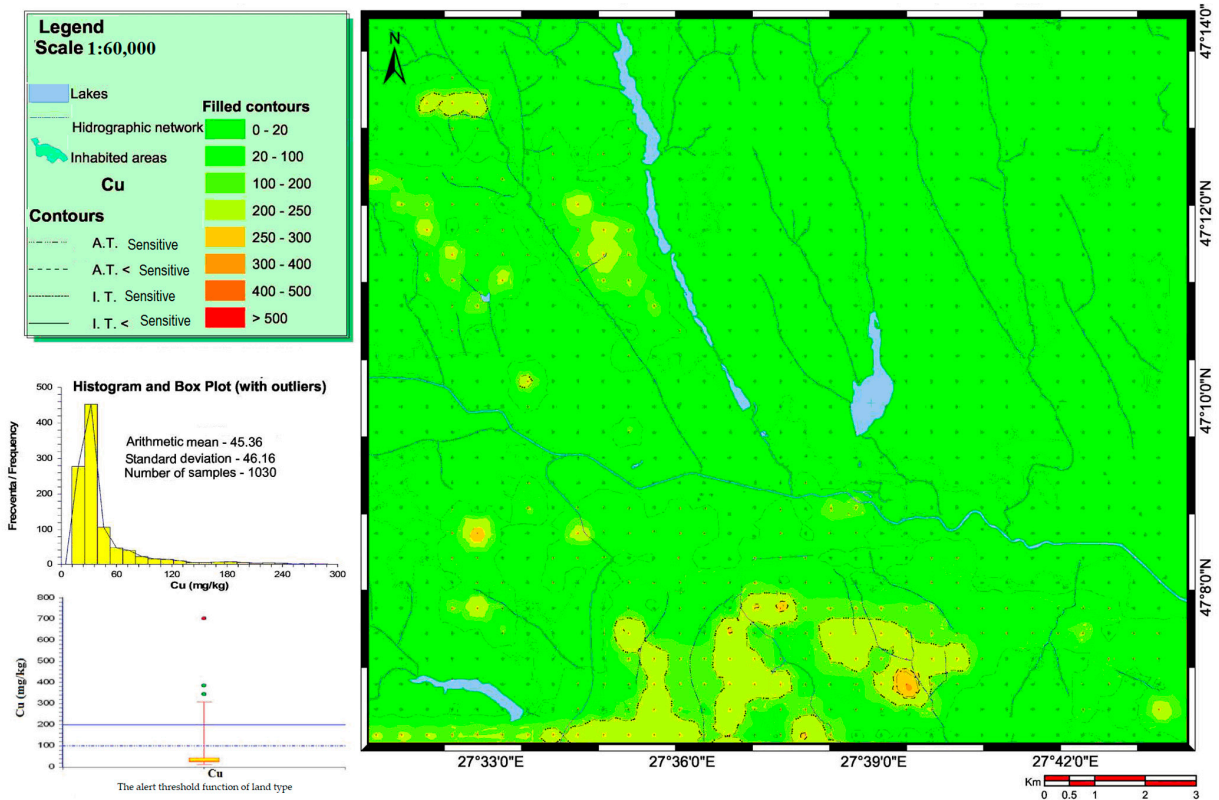 Legend
Scale 1:60,000
Lakes
Hidrographic network
Inhabited areas
Cu
Contours
A.T. Sensitive
A.T. < Sensitive
I. T. Sensitive
I. T. < Sensitive
Filled contours
0 - 20
20 - 100
100 - 200
200 - 250
250 - 300
300 - 400
400 - 500
> 500
Histogram and Box Plot (with outliers)
Arithmetic mean - 45.36
Standard deviation - 46.16
Number of samples - 1030
Frecventa / Frequency
500
400
300
200
100
0
0 60 120 180 240 300
Cu (mg/kg)
Cu (mg/kg)
800
700
600
500
400
300
200
100
0
Cu
The alert threshold function of land type
N
47°14'0"
47°12'0"N
47°10'0"N
47°8'0"N
27°33'0"E 27°36'0"E 27°39'0"E 27°42'0"E
Km
0 0.5 1 2 3